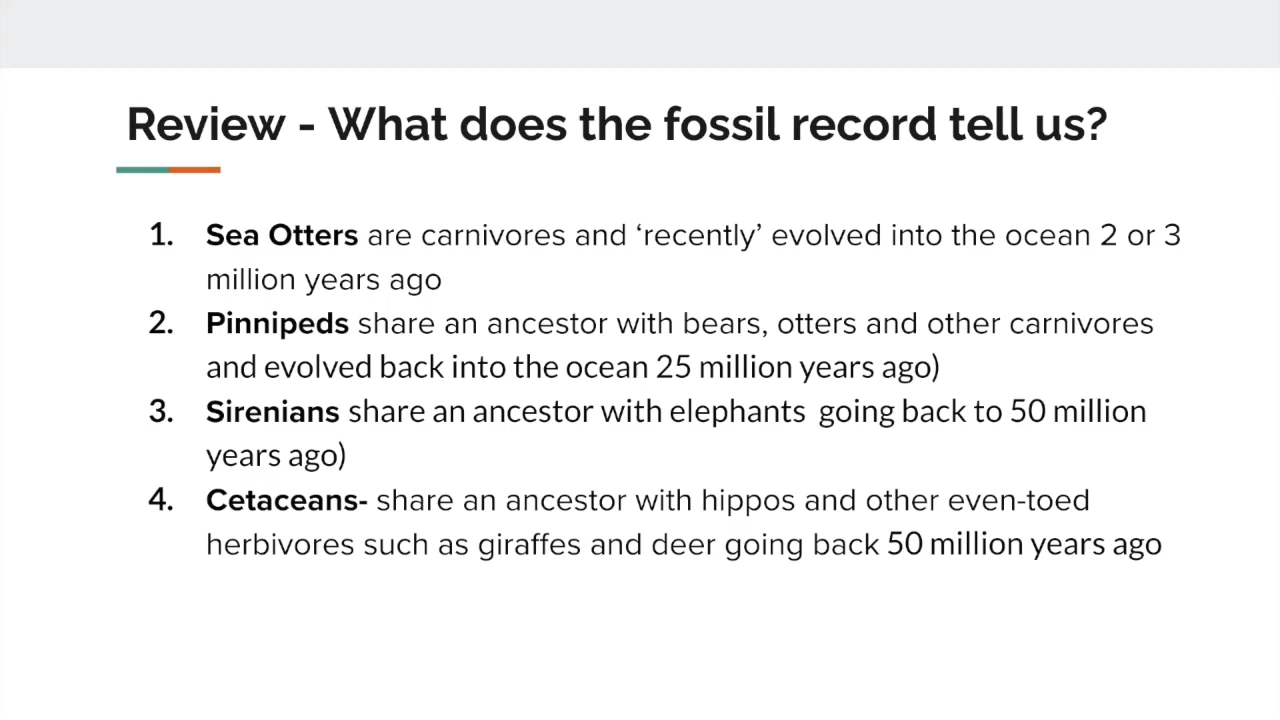 Review - What does the fossil record tell us?
1. Sea Otters are carnivores and ‘recently’ evolved into the ocean 2 or 3
million years ago
2. Pinnipeds share an ancestor with bears, otters and other carnivores
and evolved back into the ocean 25 million years ago)
3. Sirenians share an ancestor with elephants  going back to 50 million
years ago)
4. Cetaceans- share an ancestor with hippos and other even-toed
herbivores such as giraffes and deer going back 50 million years ago